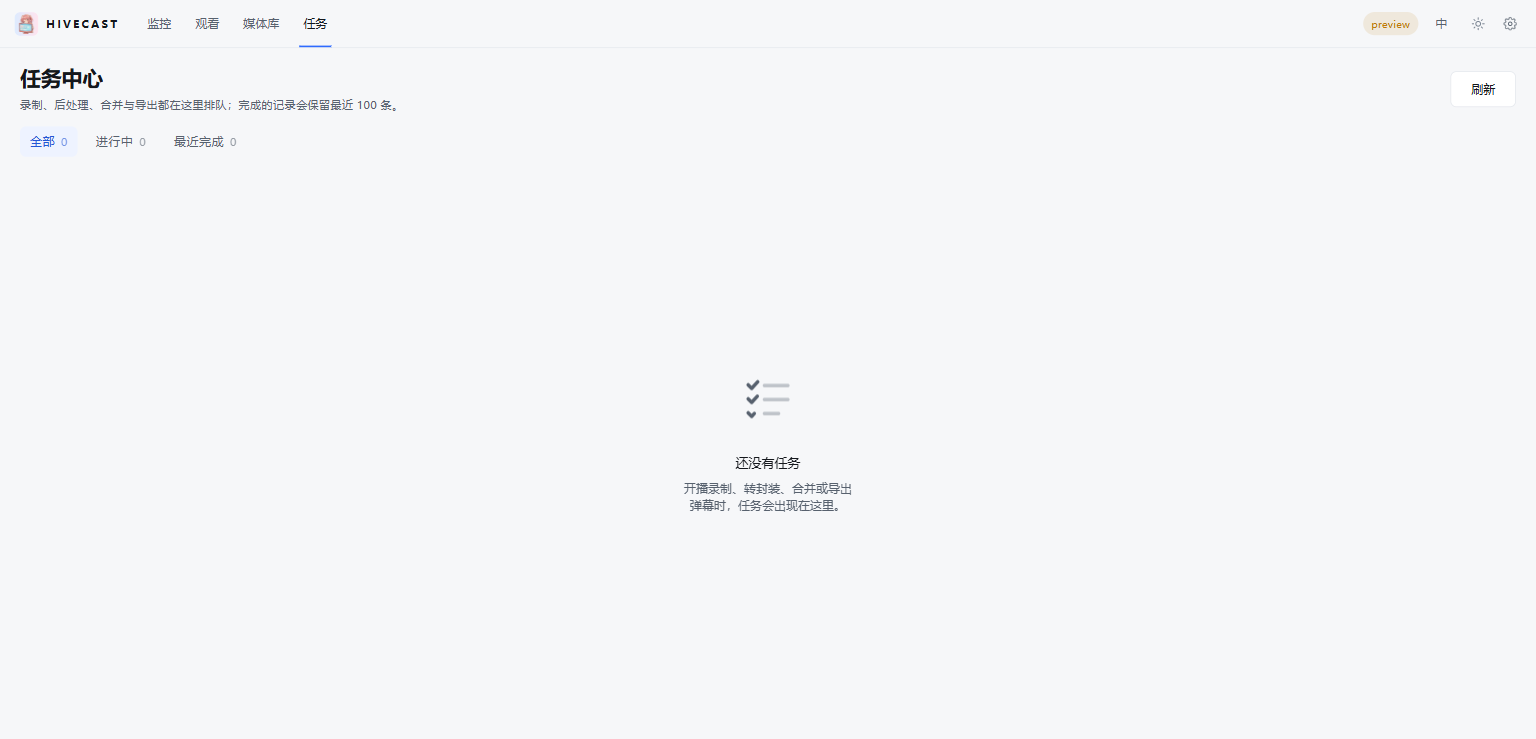 HIVECAST 监控 观看 媒体库 任务 preview 中
任务中心
刷新
录制、后处理、合并与导出都在这里排队；完成的记录会保留最近 100 条。
全部 0 进行中 0 最近完成 0
还没有任务
开播录制、转封装、合并或导出
弹幕时，任务会出现在这里。